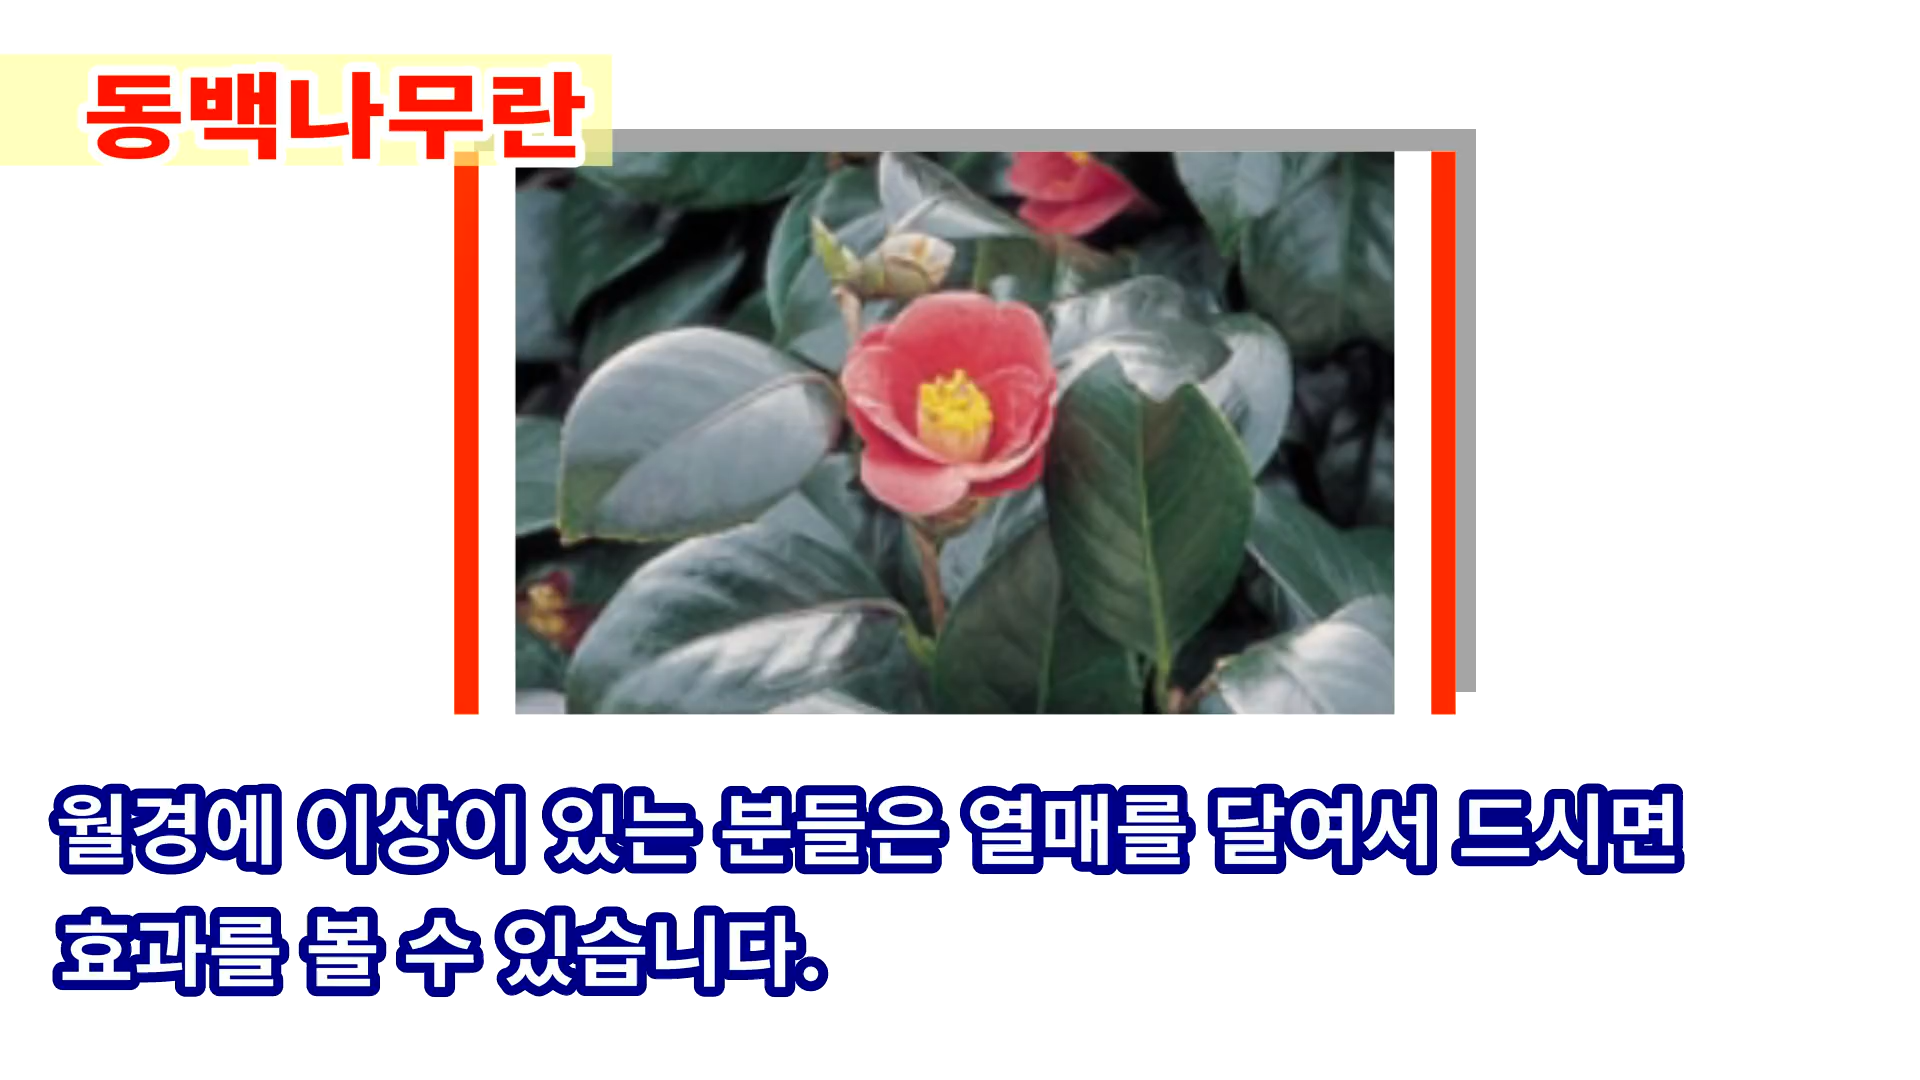 동백나무란
월경에 이상이 있는 분들은 열매를 달여서 드시면
효과를 볼 수 있습니다.